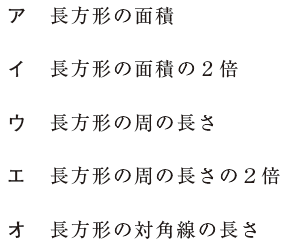 ア 長方形の面積
イ 長方形の面積の２倍
ウ 長方形の周の長さ
エ 長方形の周の長さの２倍
オ 長方形の対角線の長さ